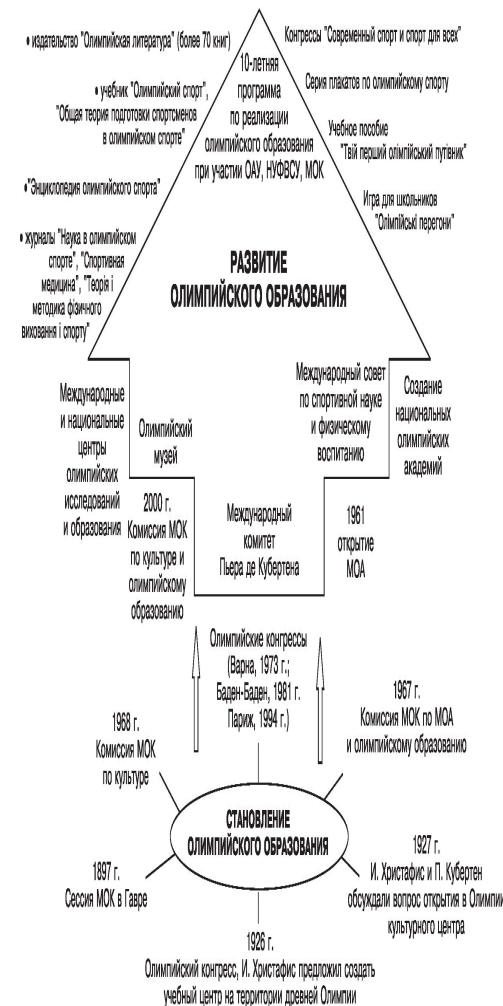 • издательство "Олимпийская литература" (более 70 книг)
• учебник "Олимпийский спорт",
"Общая теория подготовки спортсменов
в олимпийском спорте"
•"Энциклопедия олимпийского спорта"
• журналы "Наука в олимпийском
спорте", "Спортивная
медицина", "Теорія і
методика фізичного
виховання і спорту"
10-летняя
программа
по реализации
олимпийского образования
при участии ОАУ, НУФВСУ, МОК
Конгрессы "Современный спорт и спорт для всех"
Серия плакатов по олимпийскому спорту
Учебное пособие
"Твій перший олімпійський путівник"
Игра для школьников
"Олімпійські перегони"
РАЗВИТИЕ
ОЛИМПИЙСКОГО ОБРАЗОВАНИЯ
Международные
и национальные
центры
олимпийских
исследований
и образования
Олимпийский
музей
2000 г.
Комиссия МОК
по культуре и
олимпийскому
образованию
Международный
комитет
Пьера де Кубертена
Международный совет
по спортивной науке
и физическому
воспитанию
1961
открытие
МОА
Создание
национальных
олимпийских
академий
Олимпийские конгрессы
(Варна, 1973 г.;
Баден-Баден, 1981 г.
Париж, 1994 г.)
1968 г.
Комиссия МОК
по культуре
1967 г.
Комиссия МОК по МОА
и олимпийскому образованию
СТАНОВЛЕНИЕ
ОЛИМПИЙСКОГО ОБРАЗОВАНИЯ
1897 г.
Сессия МОК в Гавре
1927 г.
И. Христафис и П. Кубертен
обсуждали вопрос открытия в Олимпии
культурного центра
1926 г.
Олимпийский конгресс, И. Христафис предложил создать
учебный центр на территории древней Олимпии